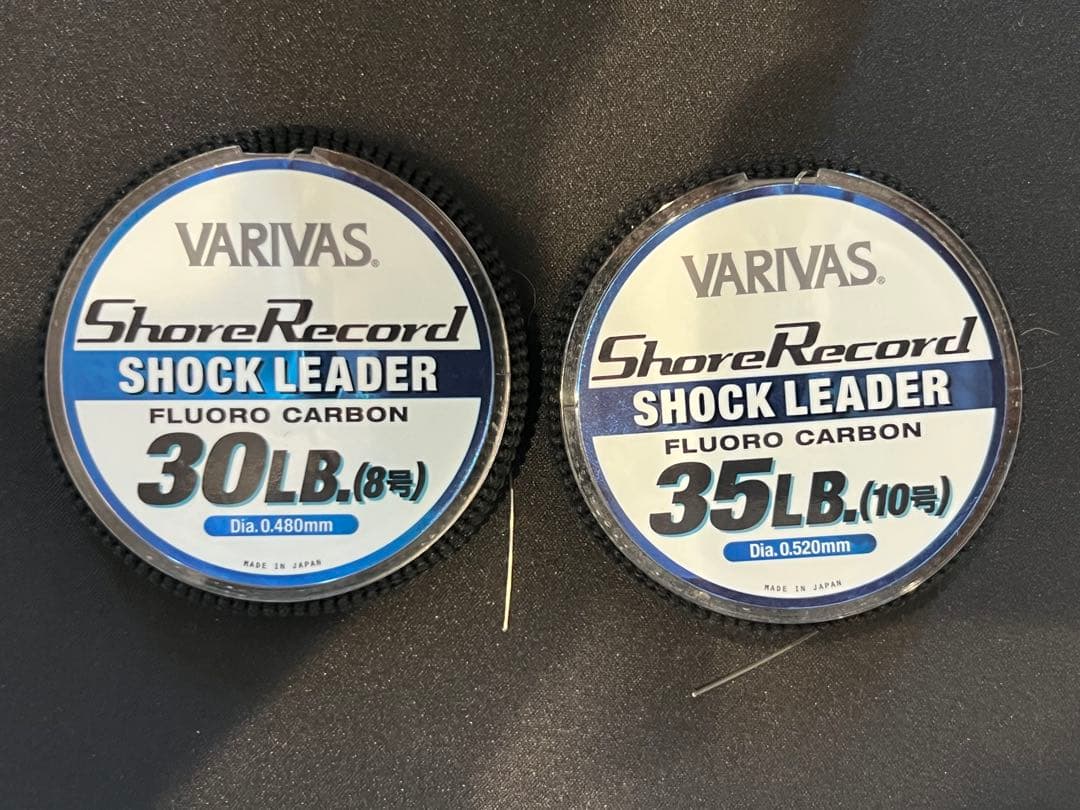 VARIVAS®
ShoreRecord
SHOCK LEADER
FLUORO CARBON
30LB.(8号)
Dia.0.480mm
MADE IN JAPAN
VARIVAS®
ShoreRecord
SHOCK LEADER
FLUORO CARBON
35LB.(10号)
Dia.0.520mm
MADE IN JAPAN